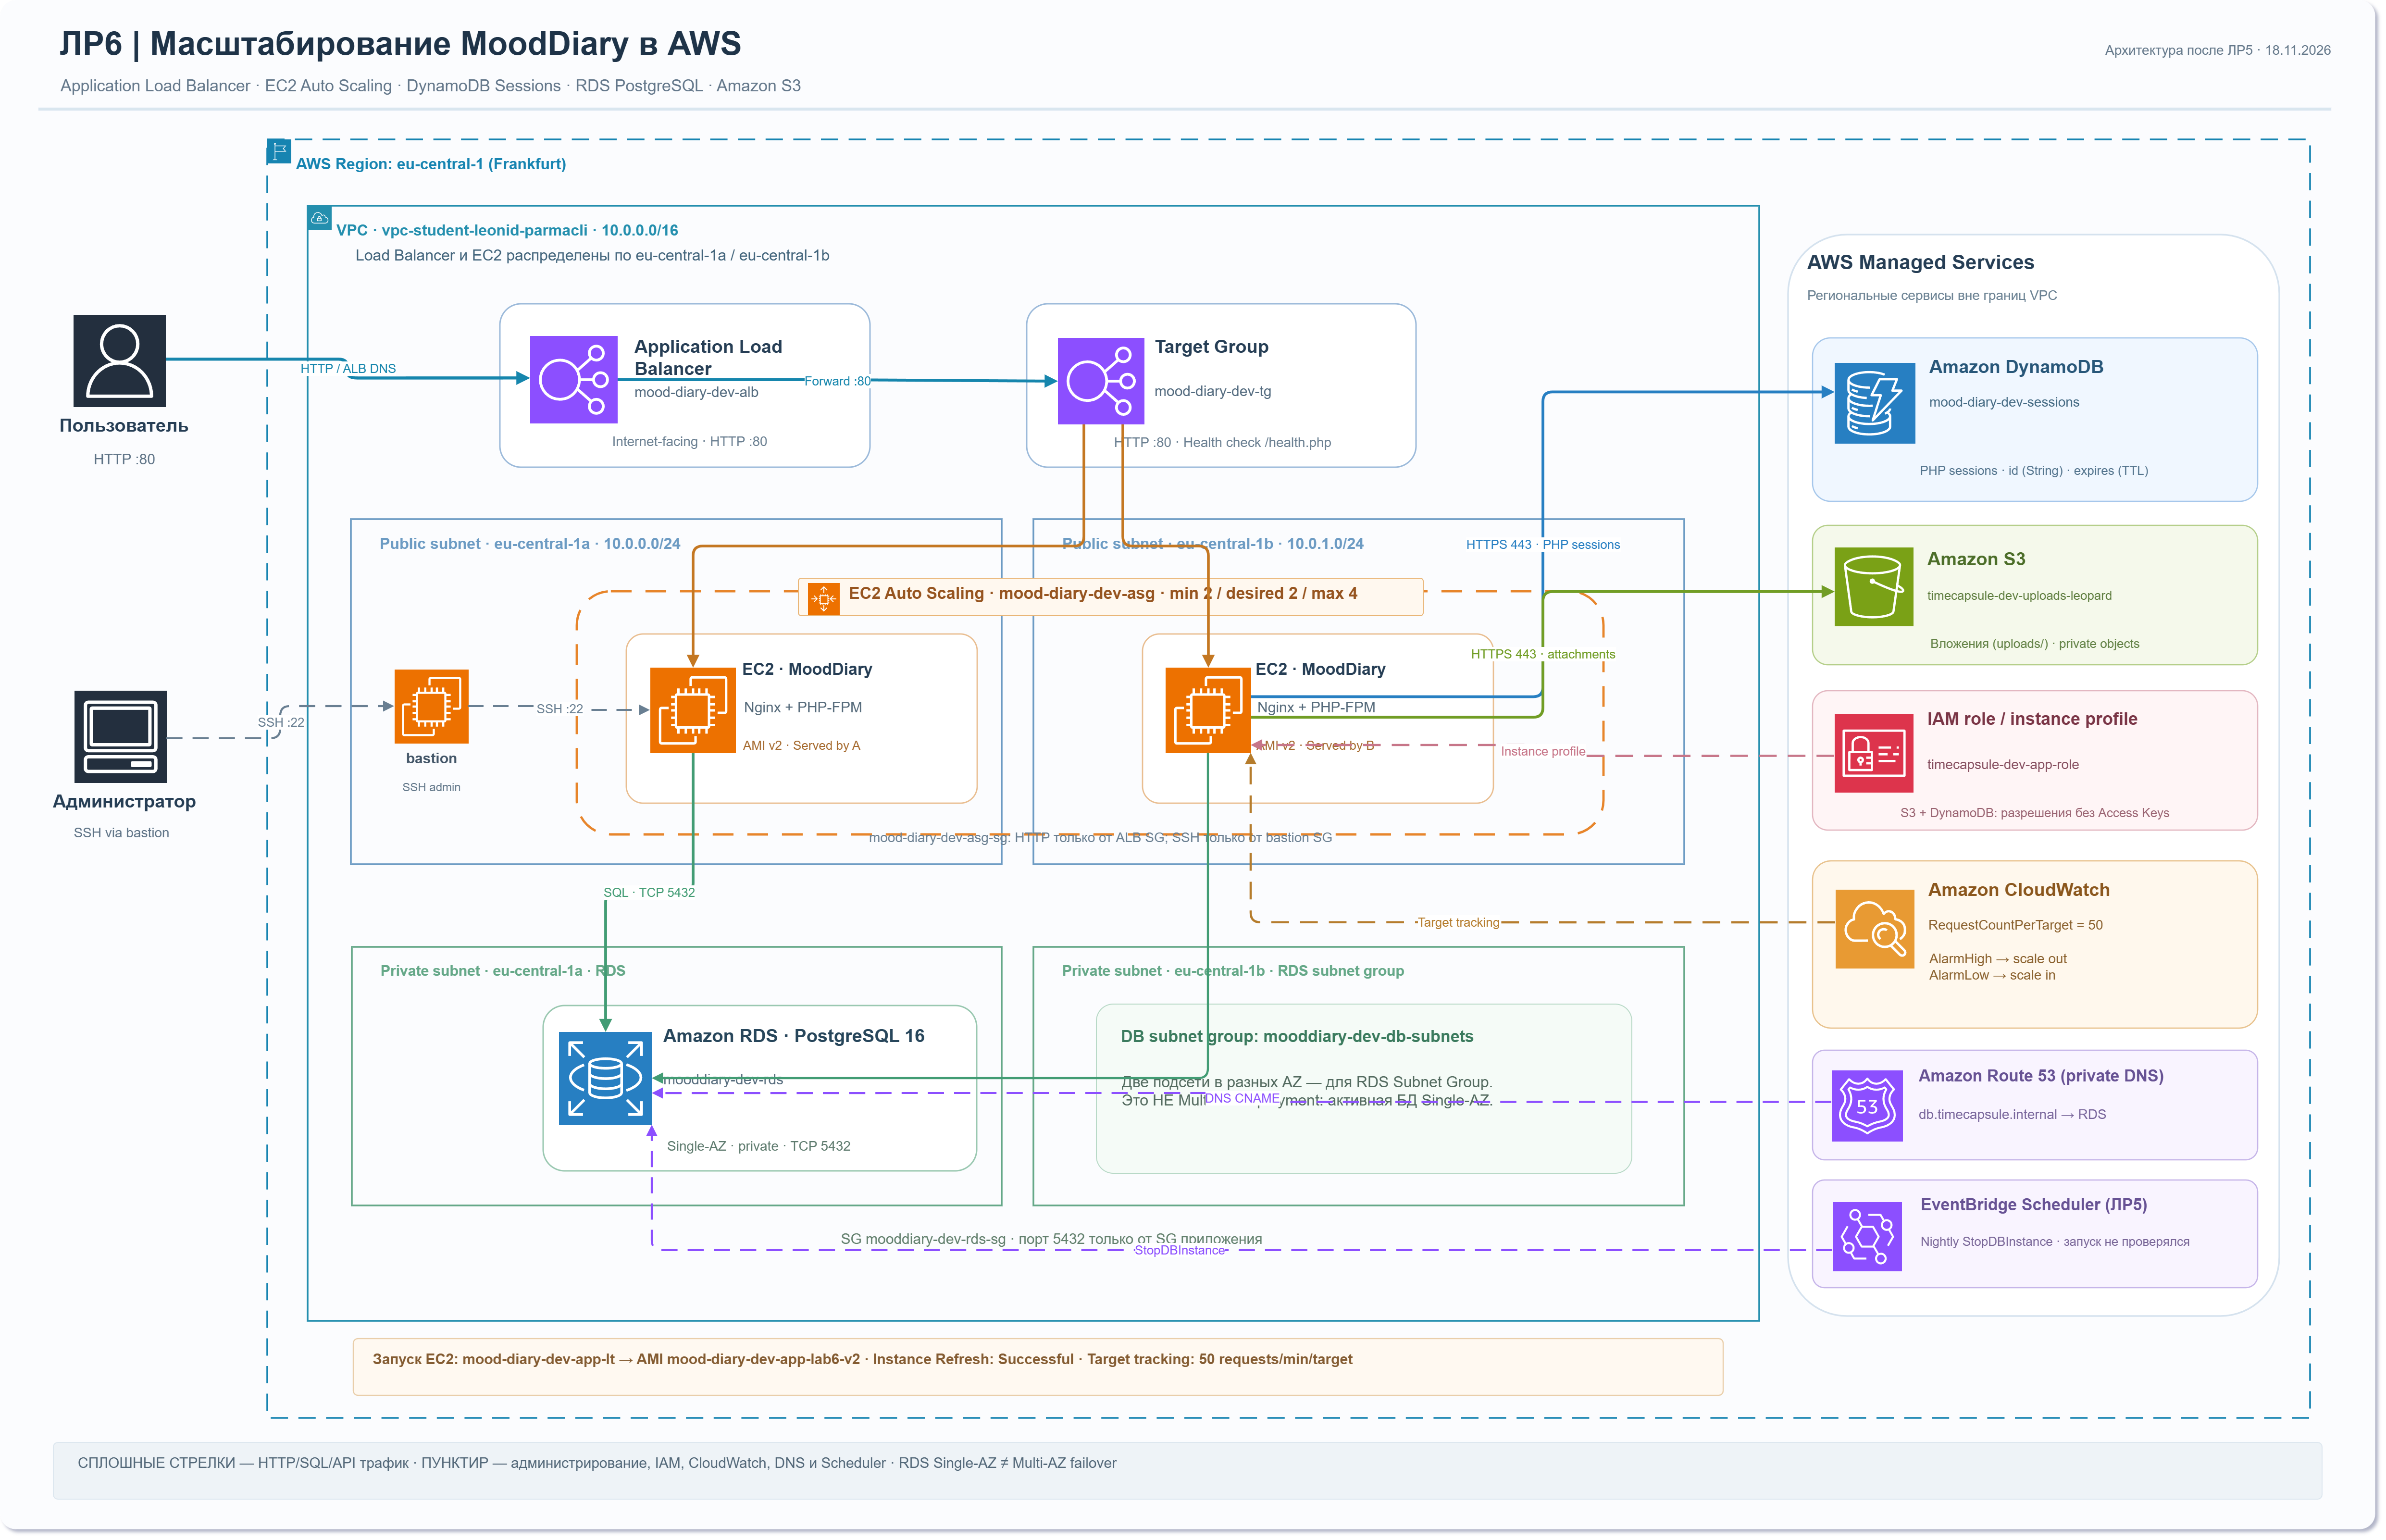 ЛР6 | Масштабирование MoodDiary в AWS
Архитектура после ЛР5 · 18.11.2026
Application Load Balancer · EC2 Auto Scaling · DynamoDB Sessions · RDS PostgreSQL · Amazon S3
AWS Region: eu-central-1 (Frankfurt)
VPC · vpc-student-leonid-parmacli · 10.0.0.0/16
Load Balancer и EC2 распределены по eu-central-1a / eu-central-1b
Пользователь
HTTP :80
HTTP / ALB DNS
Application Load
Balancer
mood-diary-dev-alb
Internet-facing · HTTP :80
Forward :80
Target Group
mood-diary-dev-tg
HTTP :80 · Health check /health.php
Public subnet · eu-central-1a · 10.0.0.0/24
Public subnet · eu-central-1b · 10.0.1.0/24
HTTPS 443 · PHP sessions
EC2 Auto Scaling · mood-diary-dev-asg · min 2 / desired 2 / max 4
Администратор
SSH via bastion
SSH :22
bastion
SSH admin
SSH :22
EC2 · MoodDiary
Nginx + PHP-FPM
AMI v2 · Served by A
EC2 · MoodDiary
Nginx + PHP-FPM
AMI v2 · Served by B
HTTPS 443 · attachments
Instance profile
mood-diary-dev-asg-sg: HTTP только от ALB SG; SSH только от bastion SG
SQL · TCP 5432
Target tracking
Private subnet · eu-central-1a · RDS
Private subnet · eu-central-1b · RDS subnet group
Amazon RDS · PostgreSQL 16
mooddiary-dev-rds
Single-AZ · private · TCP 5432
DB subnet group: mooddiary-dev-db-subnets
Две подсети в разных AZ — для RDS Subnet Group.
Это НЕ активная БД Single-AZ.
DNS CNAME
SG mooddiary-dev-rds-sg · порт 5432 только от SG приложения
StopDBInstance
AWS Managed Services
Региональные сервисы вне границ VPC
Amazon DynamoDB
mood-diary-dev-sessions
PHP sessions · id (String) · expires (TTL)
Amazon S3
timecapsule-dev-uploads-leopard
Вложения (uploads/) · private objects
IAM role / instance profile
timecapsule-dev-app-role
S3 + DynamoDB: разрешения без Access Keys
Amazon CloudWatch
RequestCountPerTarget = 50
AlarmHigh → scale out
AlarmLow → scale in
Amazon Route 53 (private DNS)
53
db.timecapsule.internal → RDS
EventBridge Scheduler (ЛР5)
Nightly StopDBInstance · запуск не проверялся
Запуск EC2: mood-diary-dev-app-lt → AMI mood-diary-dev-app-lab6-v2 · Instance Refresh: Successful · Target tracking: 50 requests/min/target
СПЛОШНЫЕ СТРЕЛКИ — HTTP/SQL/API трафик · ПУНКТИР — администрирование, IAM, CloudWatch, DNS и Scheduler · RDS Single-AZ ≠ Multi-AZ failover